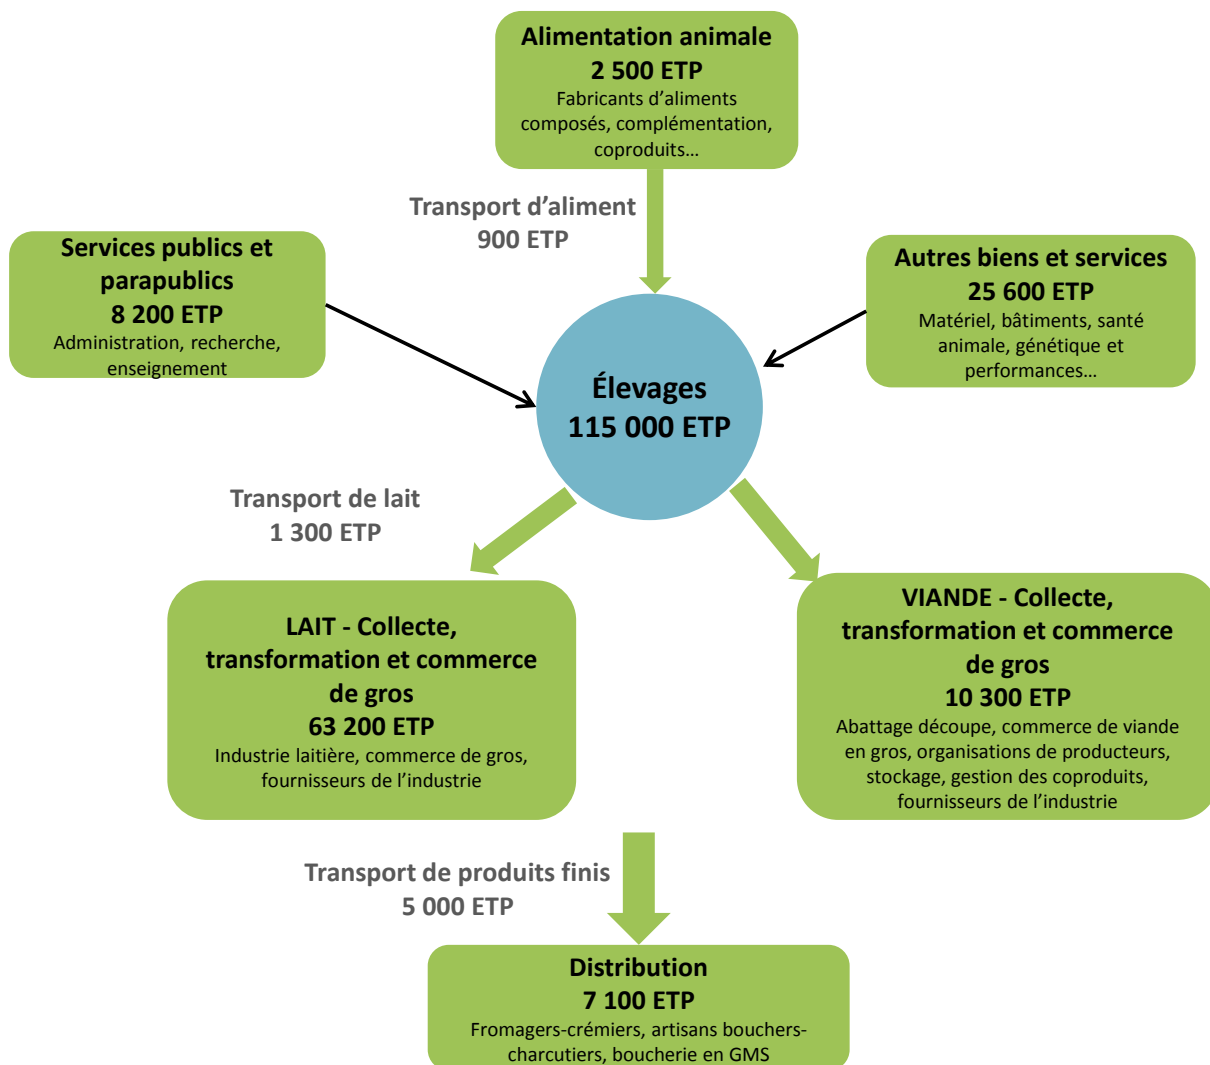 Alimentation animale
2 500 ETP
Fabricants d’aliments
composés, complémentation,
coproduits…
Transport d’aliment
900 ETP
Services publics et
parapublics
8 200 ETP
Administration, recherche,
enseignement
Autres biens et services
25 600 ETP
Matériel, bâtiments, santé
animale, génétique et
performances…
Élevages
115 000 ETP
Transport de lait
1 300 ETP
LAIT - Collecte,
transformation et commerce
de gros
63 200 ETP
Industrie laitière, commerce de gros,
fournisseurs de l’industrie
VIANDE - Collecte,
transformation et commerce
de gros
10 300 ETP
Abattage découpe, commerce de viande
en gros, organisations de producteurs,
stockage, gestion des coproduits,
fournisseurs de l’industrie
Transport de produits finis
5 000 ETP
Distribution
7 100 ETP
Fromagers-crémiers, artisans bouchers-
charcutiers, boucherie en GMS